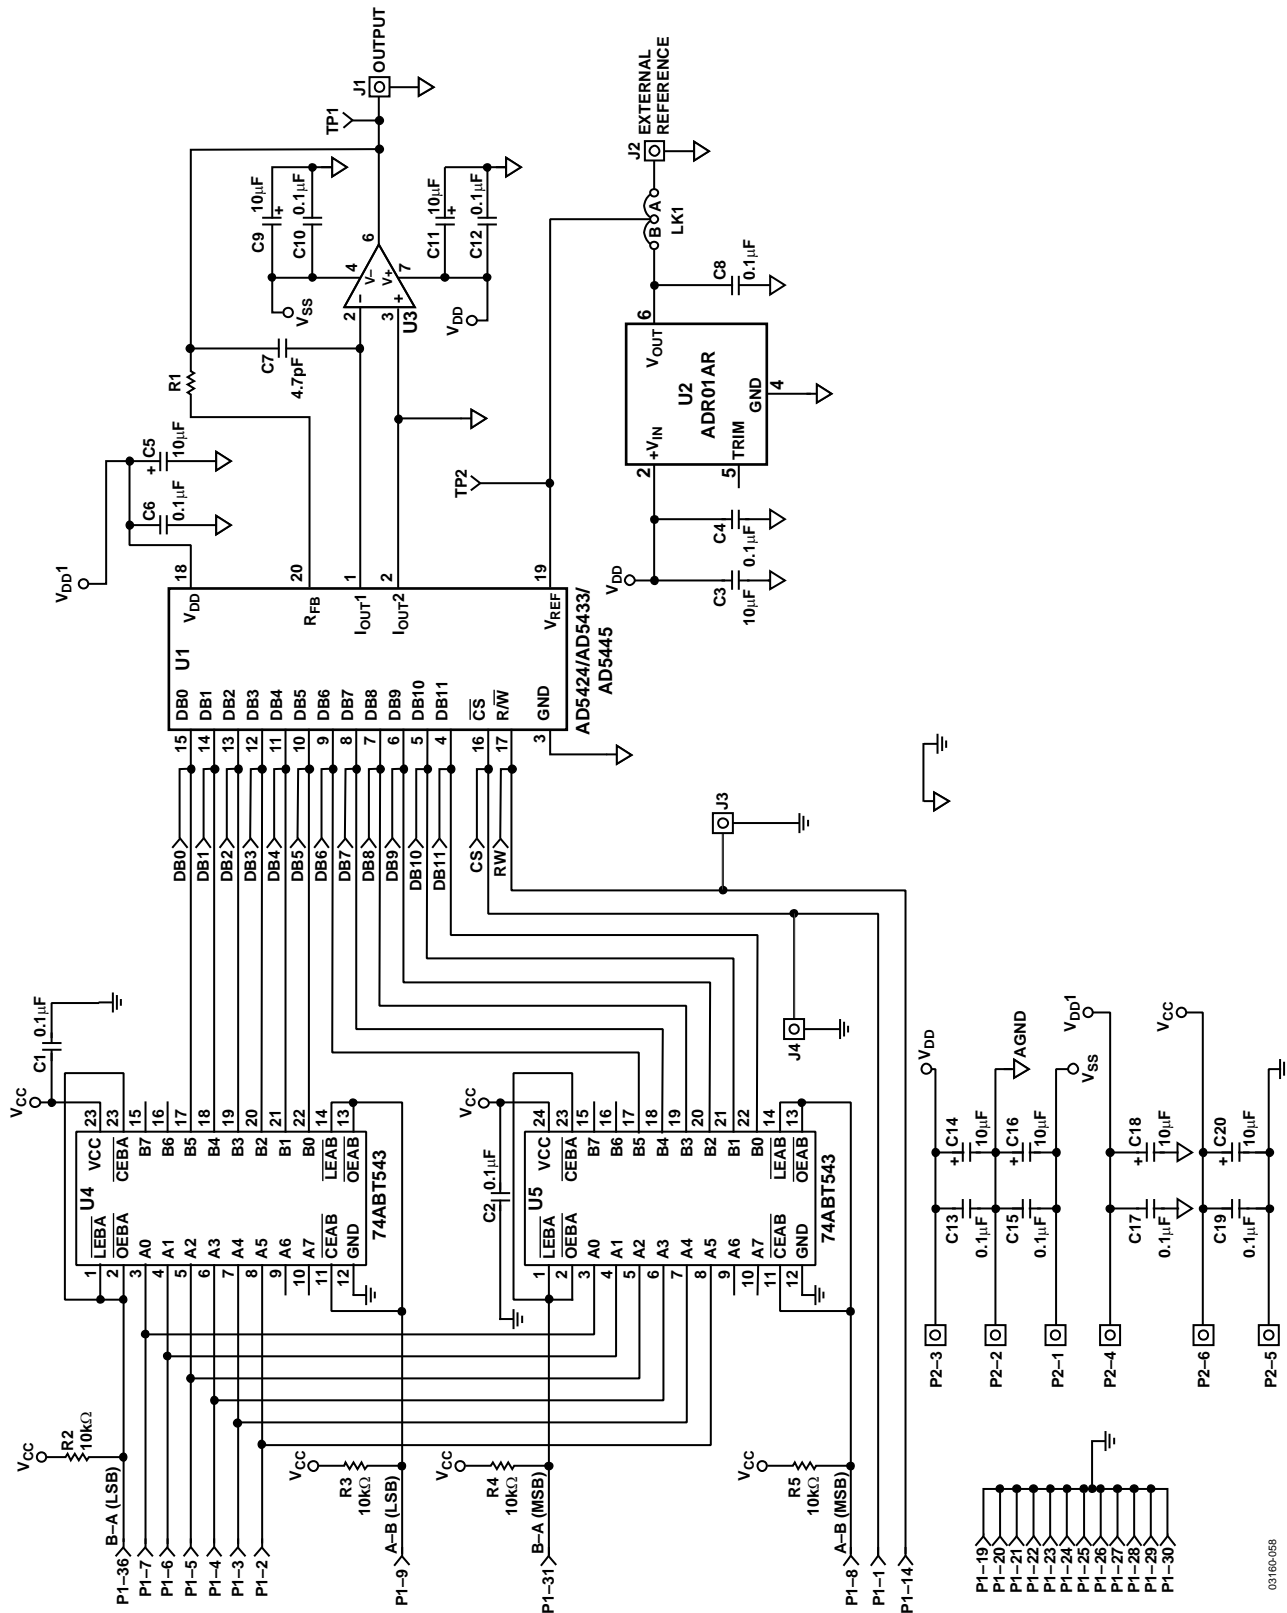 J1
OUTPUT
TP1
C9
10µF
C10
0.1µF
VSS
4
V–
6
V+
7
2
–
3
+
U3
C11
10µF
+
C12
0.1µF
VDD
+
R1
C7
4.7pF
VDD1
C6
0.1µF
C5
+
10µF
J2
EXTERNAL
REFERENCE
LK1
B
A
C8
0.1µF
6
VOUT
U2
ADR01AR
+VIN
2
TRIM
5
GND
4
TP2
VDD
C3
10µF
C4
0.1µF
U1
18
VDD
20
RFB
1
IOUT1
2
IOUT2
19
VREF
AD5424/AD5433/
AD5445
DB0
DB1
DB2
DB3
DB4
DB5
DB6
DB7
DB8
DB9
DB10
DB11
CS
R/W
GND
15
14
13
12
11
10
9
8
7
6
5
4
16
17
3
DB0
DB1
DB2
DB3
DB4
DB5
DB6
DB7
DB8
DB9
DB10
DB11
CS
RW
J3
J4
C1
0.1µF
VCC
U4
74ABT543
23
VCC
23
CEBA
15
B7
16
B6
17
B5
18
B4
19
B3
20
B2
21
B1
22
B0
14
LEAB
13
OEAB
1
LEBA
2
OEBA
3
A0
4
A1
5
A2
6
A3
7
A4
8
A5
9
A6
10
A7
11
CEAB
12
GND
VCC
C2
0.1µF
U5
74ABT543
24
VCC
23
CEBA
15
B7
16
B6
17
B5
18
B4
19
B3
20
B2
21
B1
22
B0
14
LEAB
13
OEAB
1
LEBA
2
OEBA
3
A0
4
A1
5
A2
6
A3
7
A4
8
A5
9
A6
10
A7
11
CEAB
12
GND
VCC
R2
10kΩ
B–A (LSB)
P1–36
P1–7
P1–6
P1–5
P1–4
P1–3
P1–2
VCC
R3
10kΩ
A–B (LSB)
P1–9
VCC
R4
10kΩ
B–A (MSB)
P1–31
VCC
R5
10kΩ
A–B (MSB)
P1–8
P1–1
P1–14
VDD
AGND
VSS
VDD1
VCC
C14
+
10µF
C16
+
10µF
C18
+
10µF
C20
+
10µF
C13
0.1µF
C15
0.1µF
C17
0.1µF
C19
0.1µF
P2–3
P2–2
P2–1
P2–4
P2–6
P2–5
P1–19
P1–20
P1–21
P1–22
P1–23
P1–24
P1–25
P1–26
P1–27
P1–28
P1–29
P1–30
03160-058